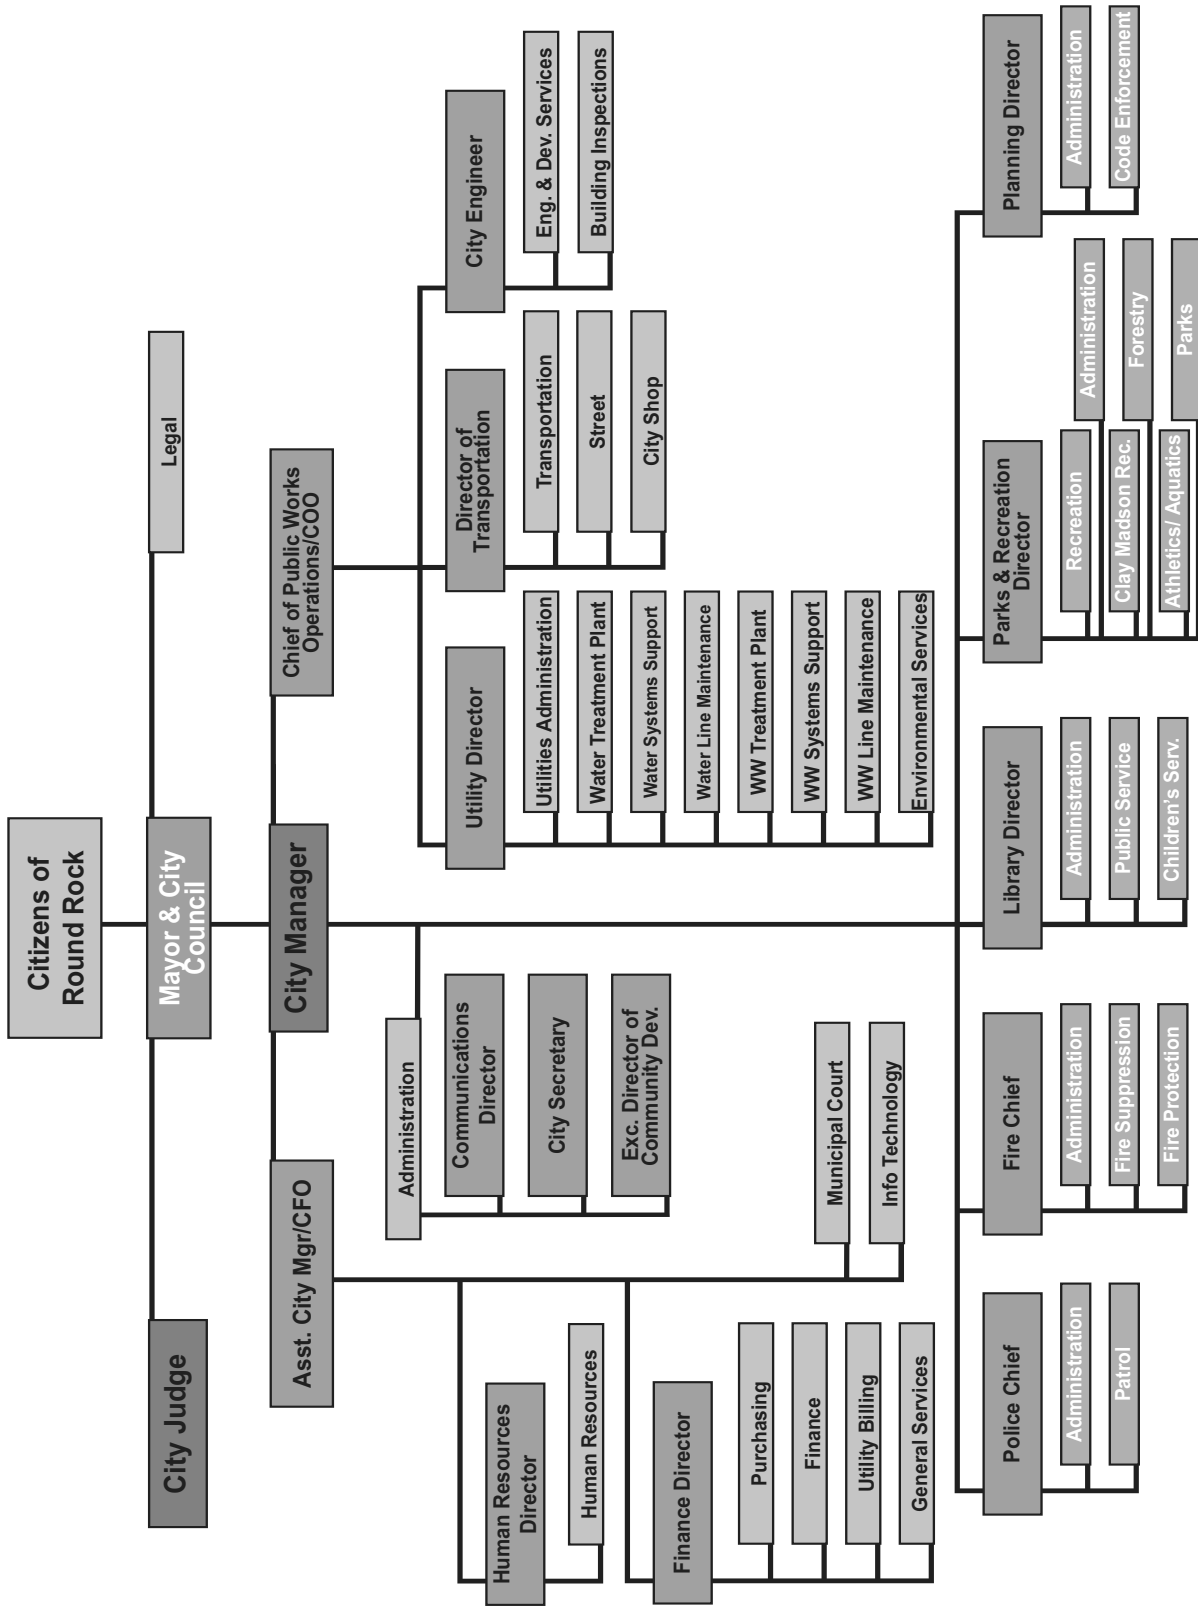 Citizens of
Round Rock
City Judge
Mayor & City
Council
Legal
Asst. City Mgr/CFO
City Manager
Chief of Public Works
Operations/COO
Administration
Communications
Director
City Secretary
Exc. Director of
Community Dev.
Human Resources
Director
Human Resources
Finance Director
Purchasing
Finance
Utility Billing
General Services
Municipal Court
Info Technology
Utility Director
Utilities Administration
Water Treatment Plant
Water Systems Support
Water Line Maintenance
WW Treatment Plant
WW Systems Support
WW Line Maintenance
Environmental Services
Director of
Transportation
Transportation
Street
City Shop
City Engineer
Eng. & Dev. Services
Building Inspections
Police Chief
Administration
Patrol
Fire Chief
Administration
Fire Suppression
Fire Protection
Library Director
Administration
Public Service
Children's Serv.
Parks & Recreation
Director
Recreation
Clay Madson Rec.
Athletics/ Aquatics
Administration
Forestry
Parks
Planning Director
Administration
Code Enforcement